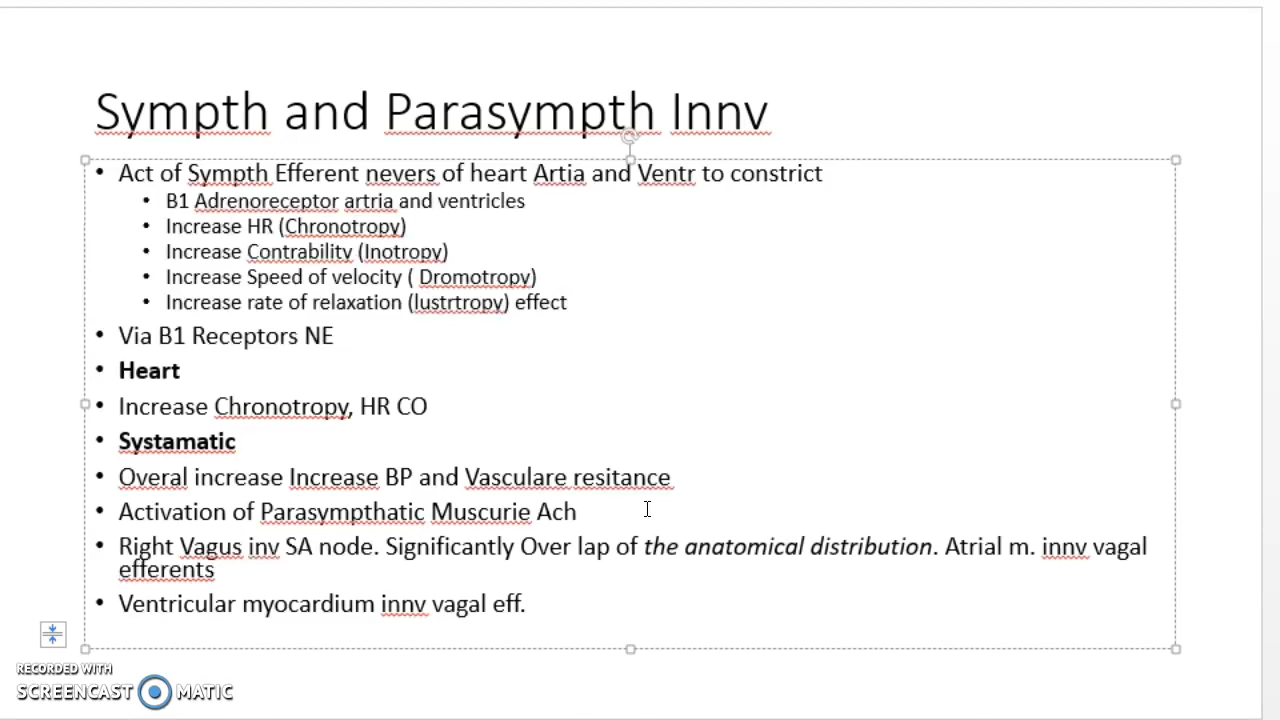 Sympth and Parasympth Innv
• Act of Sympth Efferent nevers of heart Artia and Ventr to constrict
• B1 Adrenoreceptor artria and ventricles
• Increase HR (Chronotropy)
• Increase Contrability (Inotropy)
• Increase Speed of velocity ( Dromotropy)
• Increase rate of relaxation (lustrtropy) effect
• Via B1 Receptors NE
• Heart
• Increase Chronotropy, HR CO
• Systamatic
• Overal increase Increase BP and Vasculare resitance
• Activation of Parasympthatic Muscurie Ach
• Right Vagus inv SA node. Significantly Over lap of the anatomical distribution. Atrial m. innv vagal
efferents
• Ventricular myocardium innv vagal eff.
RECORDED WITH
SCREENCAST MATIC